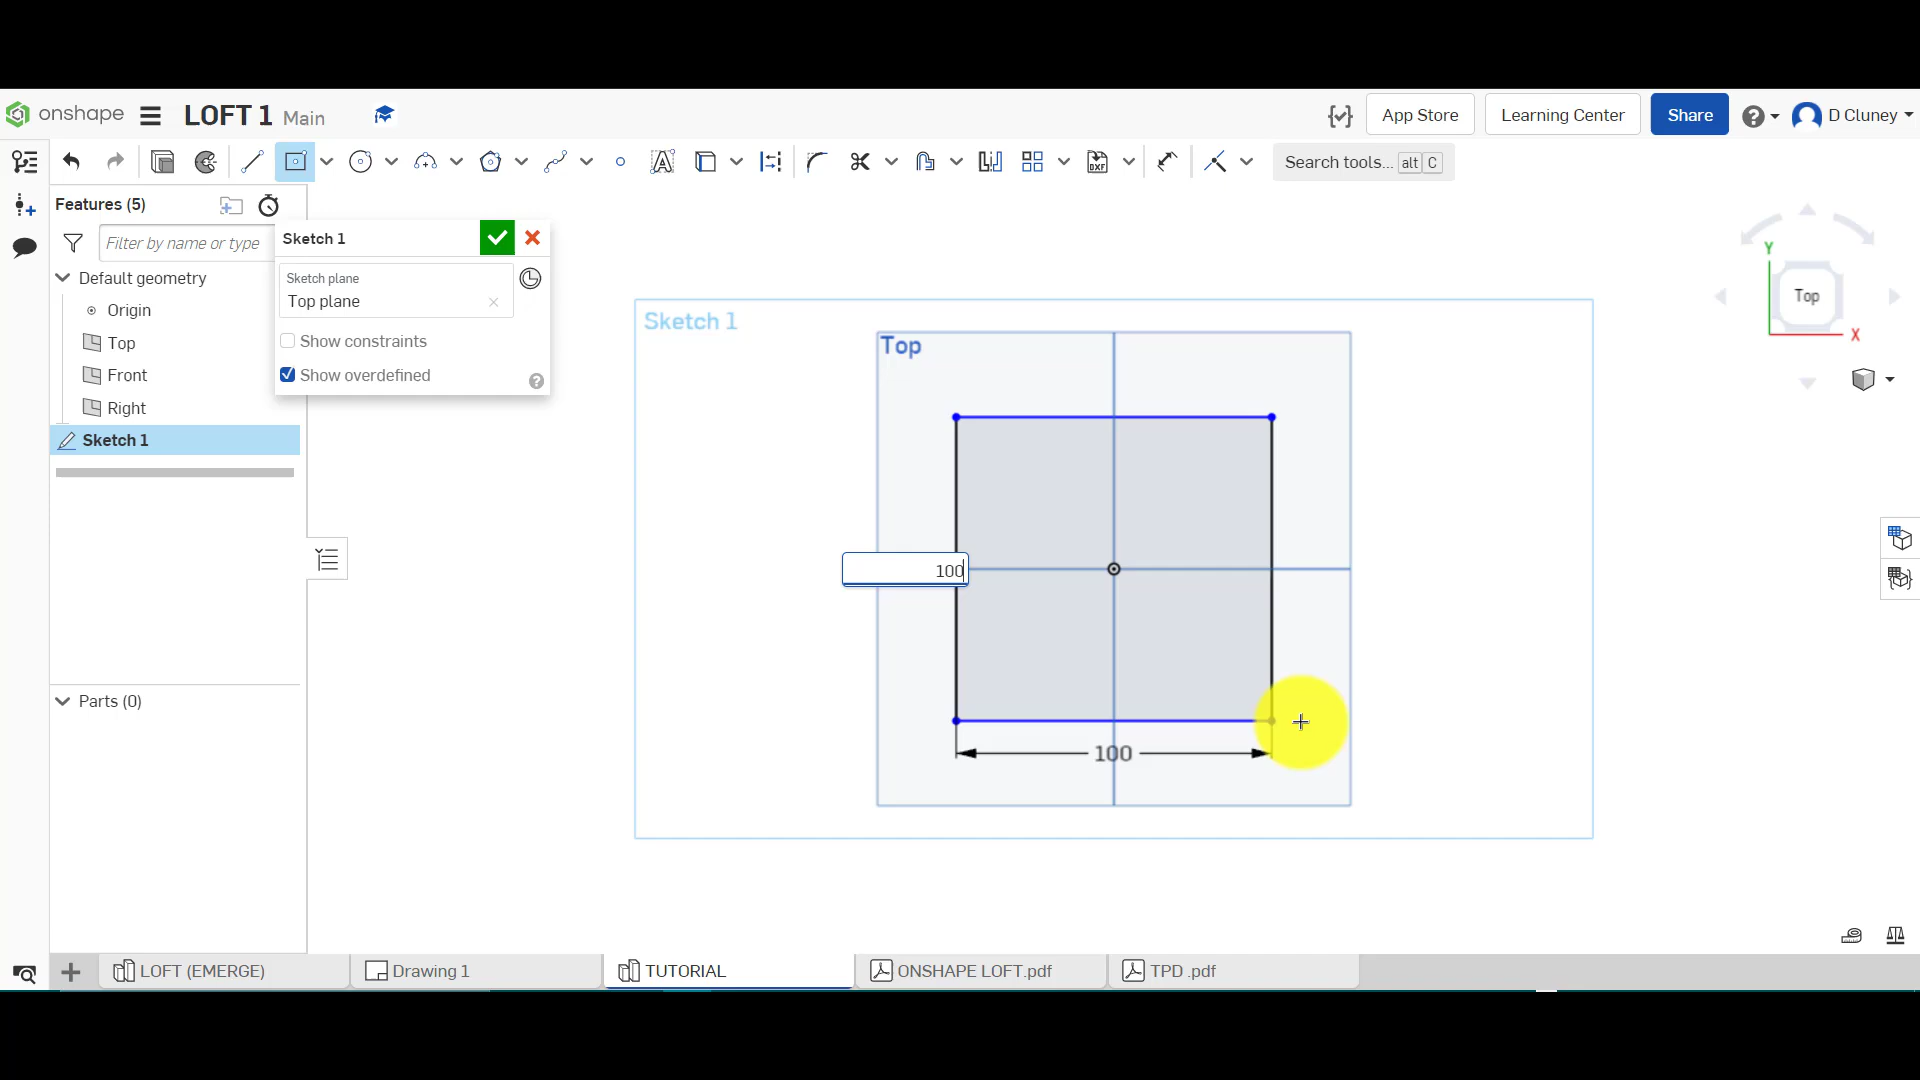 onshape LOFT 1 Main App Store Learning Center Share D Cluney
DXF Search tools... alt C
Features (5)
Filter by name or type
Default geometry
Origin
Top
Front
Right
Sketch 1
Parts (0)
Sketch 1
Sketch plane
Top plane
Show constraints
Show overdefined
Sketch 1
Top
100
100
Y
Top
X
LOFT (EMERGE) Drawing 1 TUTORIAL ONSHAPE LOFT.pdf TPD .pdf